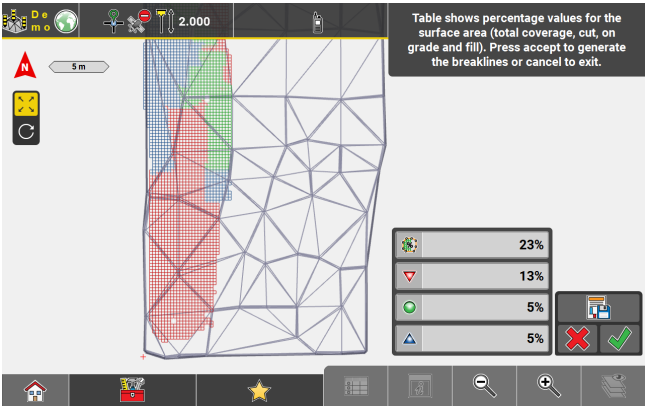 De
mo
2.000
Table shows percentage values for the
surface area (total coverage, cut, on
grade and fill). Press accept to generate
the breaklines or cancel to exit.
N
5 m
%
23%
13%
5%
5%